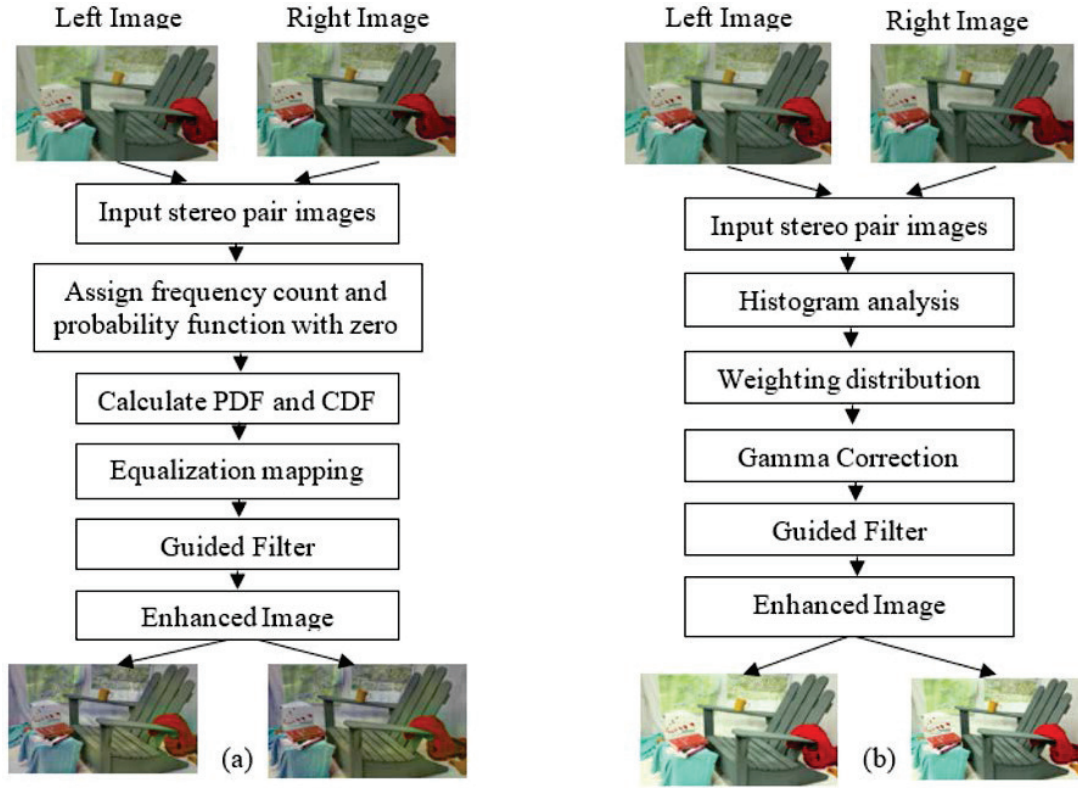 Left Image
Right Image
Input stereo pair images
Assign frequency count and
probability function with zero
Calculate PDF and CDF
Equalization mapping
Guided Filter
Enhanced Image
(a)
Left Image
Right Image
Input stereo pair images
Histogram analysis
Weighting distribution
Gamma Correction
Guided Filter
Enhanced Image
(b)